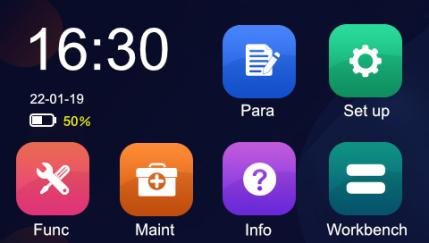 16:30
22-01-19
50%
Para
Set up
Func
Maint
Info
Workbench